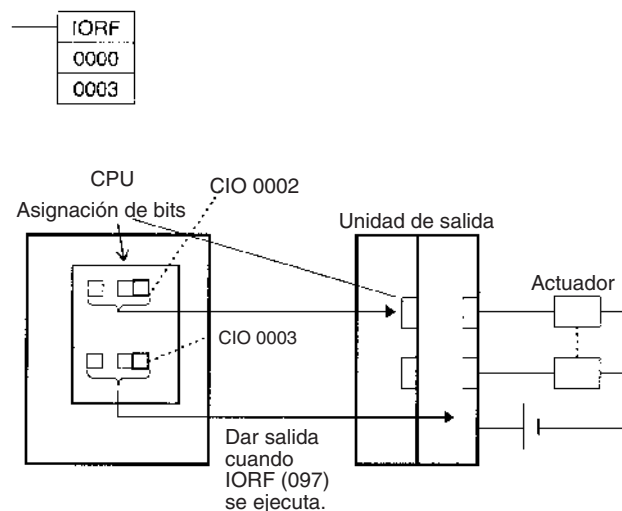 IORF
0000
0003
CPU
CIO 0002
Asignación de bits
Unidad de salida
Actuador
CIO 0003
Dar salida
cuando
IORF (097)
se ejecuta.